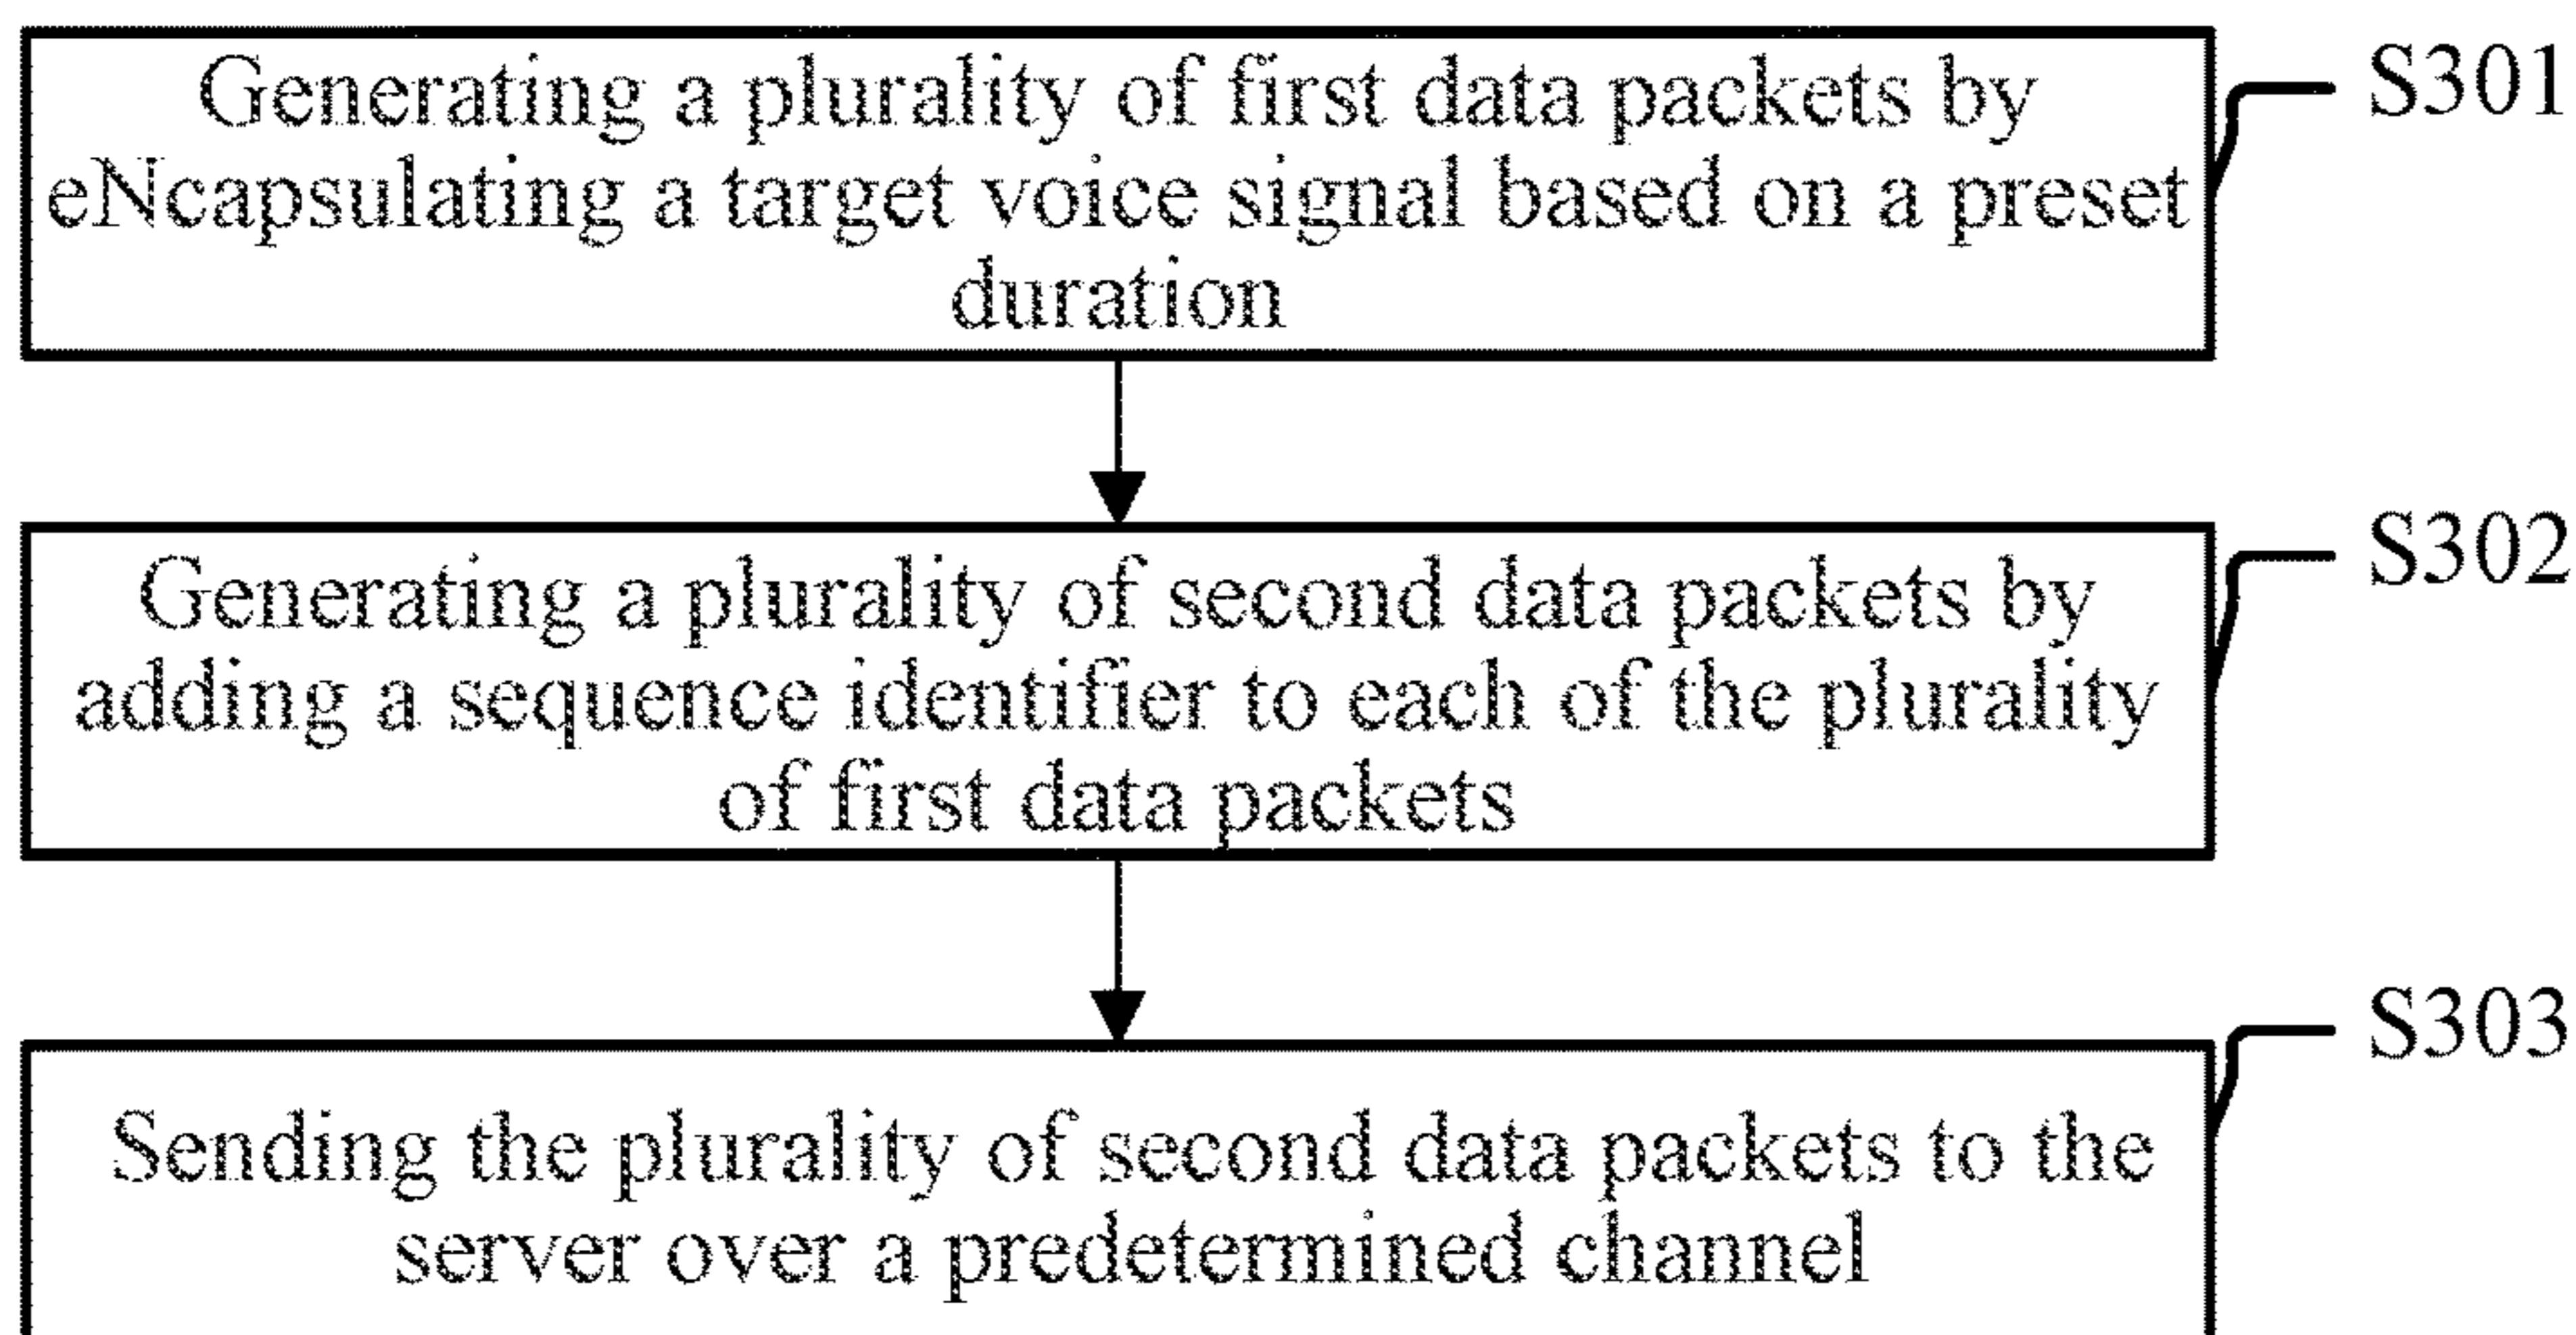 Generating a plurality of first data packets by
eNcapsulating a target voice signal based on a preset
duration
S301
Generating a plurality of second data packets by
adding a sequence identifier to each of the plurality
of first data packets
S302
Sending the plurality of second data packets to the
server over a predetermined channel
S303